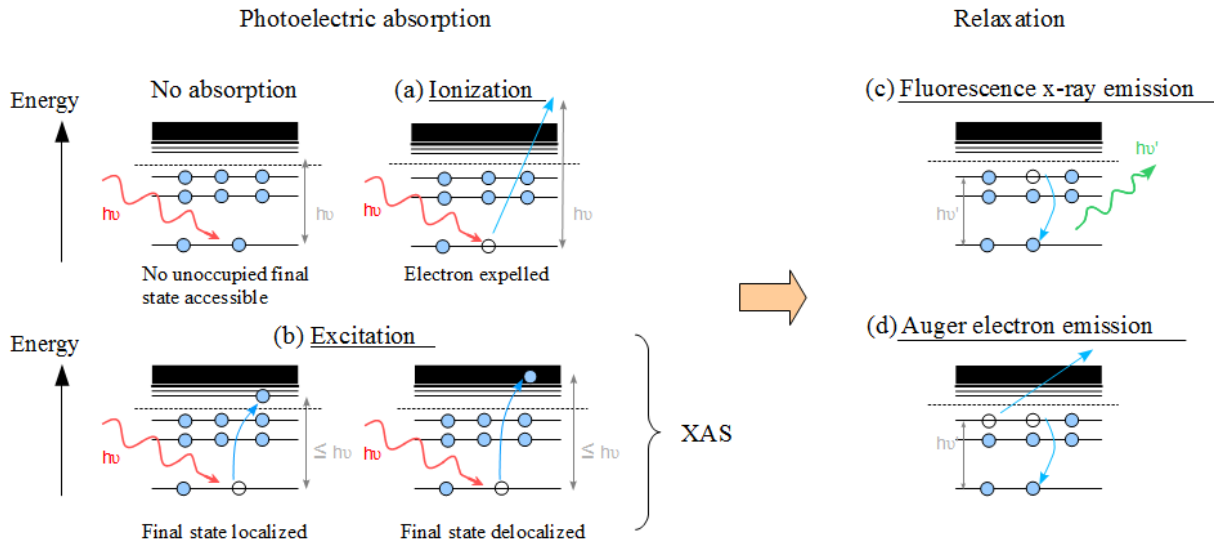 Photoelectric absorption
Relaxation
No absorption
(a) Ionization
(c) Fluorescence x-ray emission
Energy
hυ
hυ
hυ
hυ
hυ'
hυ'
No unoccupied final
state accessible
Electron expelled
(b) Excitation
(d) Auger electron emission
Energy
hυ
≤ hυ
hυ
≤ hυ
XAS
hυ'
Final state localized
Final state delocalized